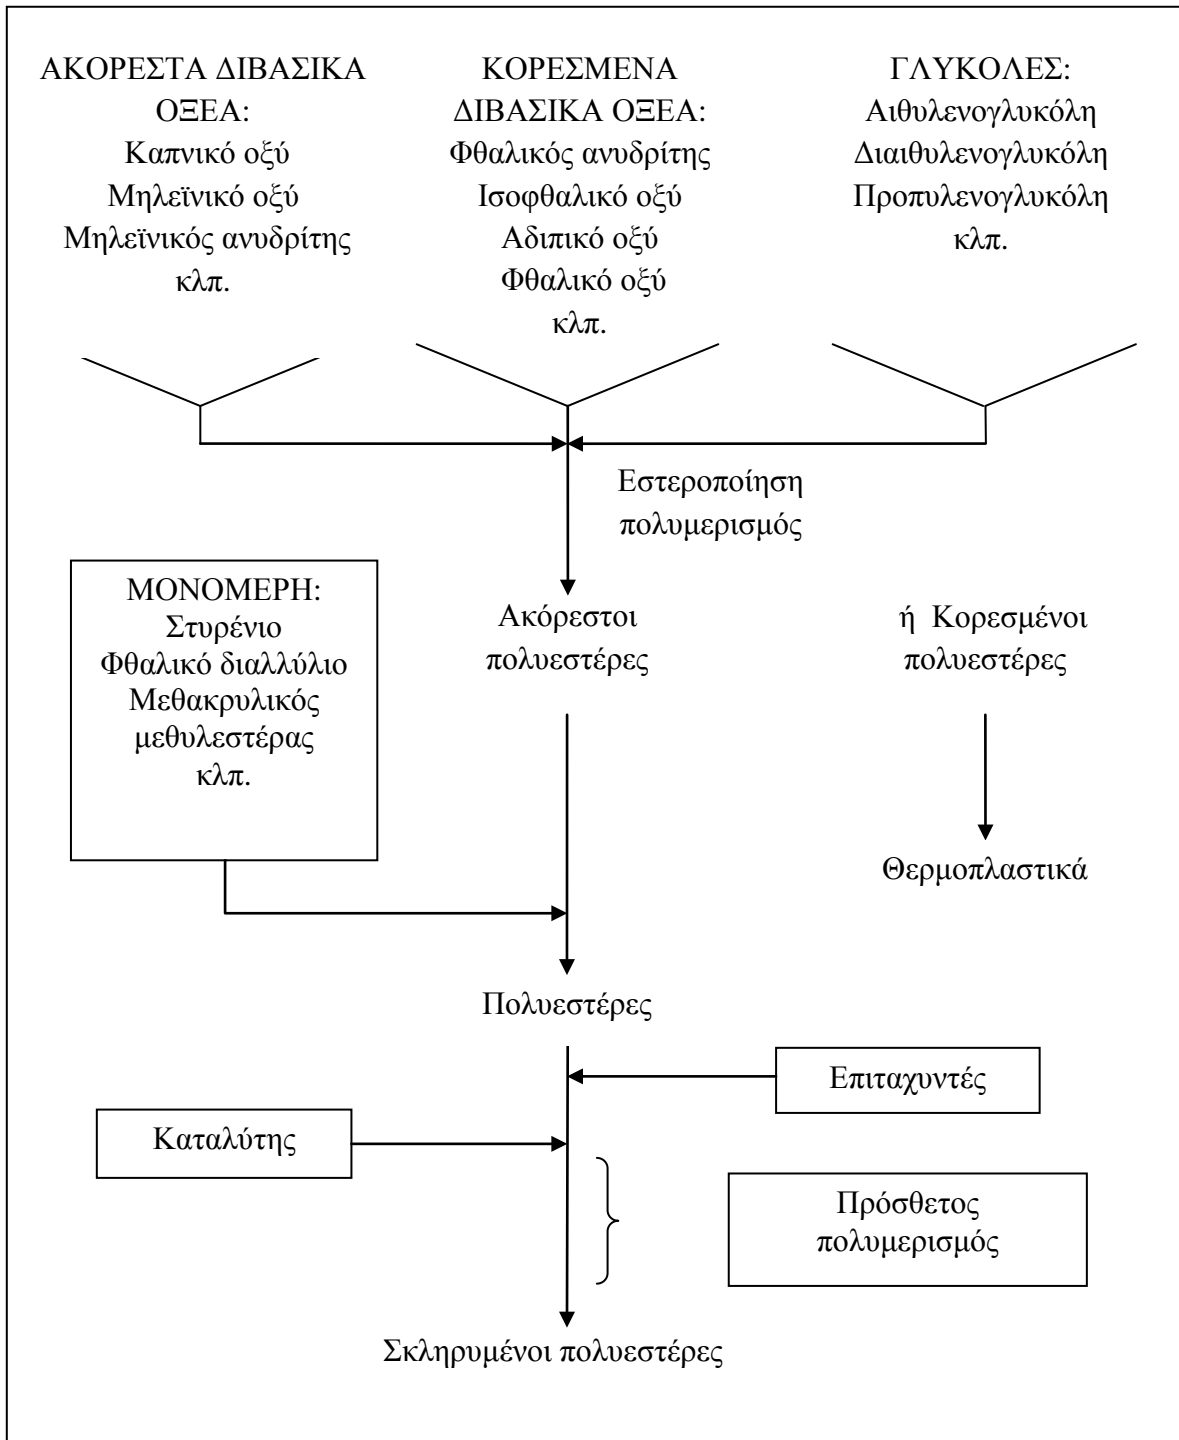 ΑΚΟΡΕΣΤΑ ΔΙΒΑΣΙΚΑ
ΟΞΕΑ:
Καπνικό οξύ
Μηλεϊνικό οξύ
Μηλεϊνικός ανυδρίτης
κλπ.
ΚΟΡΕΣΜΕΝΑ
ΔΙΒΑΣΙΚΑ ΟΞΕΑ:
Φθαλικός ανυδρίτης
Ισοφθαλικό οξύ
Αδιπικό οξύ
Φθαλικό οξύ
κλπ.
ΓΛΥΚΟΛΕΣ:
Αιθυλενογλυκόλη
Διαιθυλενογλυκόλη
Προπυλενογλυκόλη
κλπ.
Εστεροποίηση
πολυμερισμός
ΜΟΝΟΜΕΡΗ:
Στυρένιο
Φθαλικό διαλλύλιο
Μεθακρυλικός
μεθυλεστέρας
κλπ.
Ακόρεστοι
πολυεστέρες
ή Κορεσμένοι
πολυεστέρες
Θερμοπλαστικά
Πολυεστέρες
Επιταχυντές
Καταλύτης
Πρόσθετος
πολυμερισμός
Σκληρυμένοι πολυεστέρες